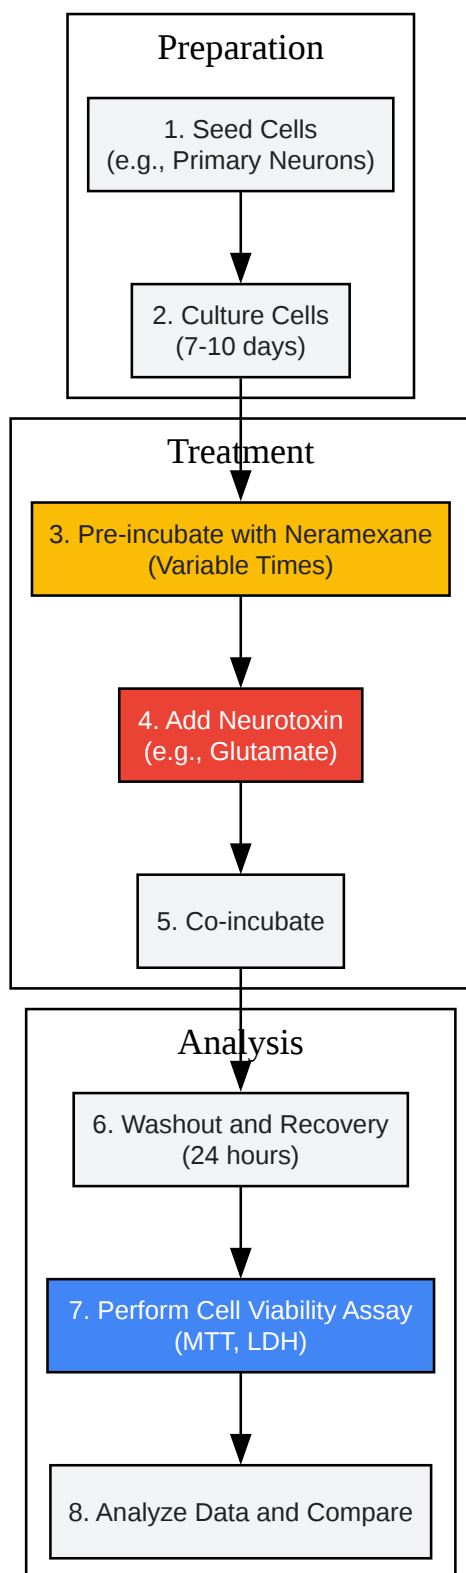 Preparation
1. Seed Cells
(e.g., Primary Neurons)
2. Culture Cells
(7-10 days)
Treatment
3. Pre-incubate with Neramexane
(Variable Times)
4. Add Neurotoxin
(e.g., Glutamate)
5. Co-incubate
Analysis
6. Washout and Recovery
(24 hours)
7. Perform Cell Viability Assay
(MTT, LDH)
8. Analyze Data and Compare